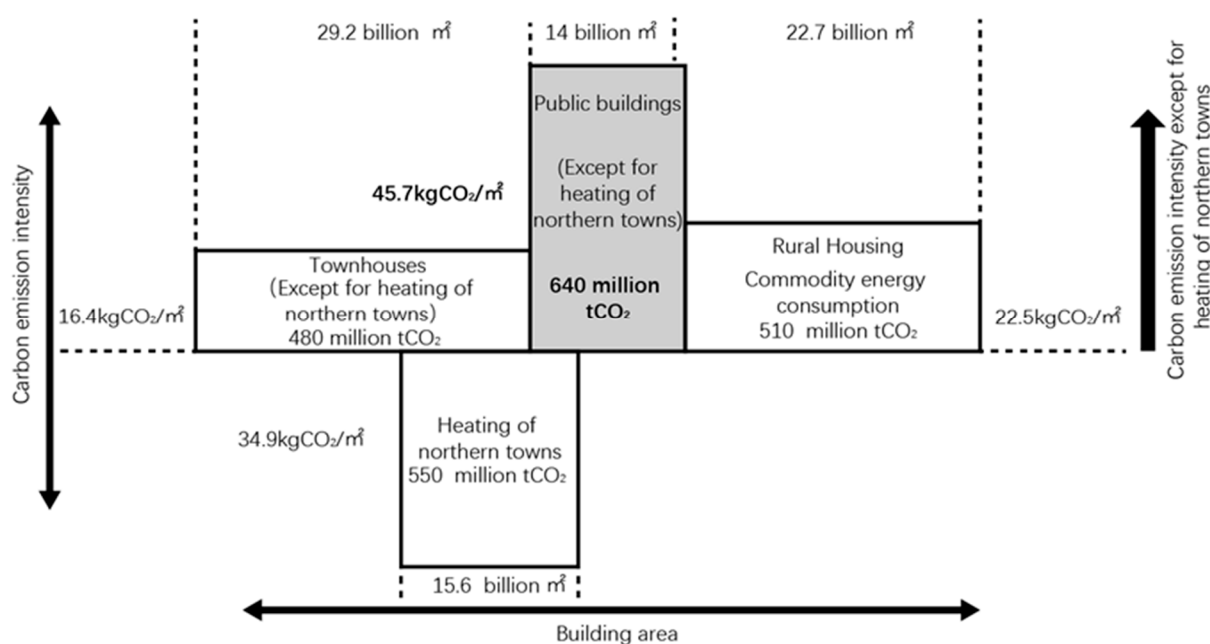 29.2 billion ㎡
14 billion ㎡
22.7 billion ㎡
Carbon emission intensity
Carbon emission intensity except for
heating of northern towns
Public buildings
(Except for
heating of
northern towns)
640 million
tCO₂
45.7kgCO₂/㎡
Townhouses
(Except for heating of
northern towns)
480 million tCO₂
16.4kgCO₂/㎡
Rural Housing
Commodity energy
consumption
510 million tCO₂
22.5kgCO₂/㎡
34.9kgCO₂/㎡
Heating of
northern towns
550 million tCO₂
15.6 billion ㎡
Building area